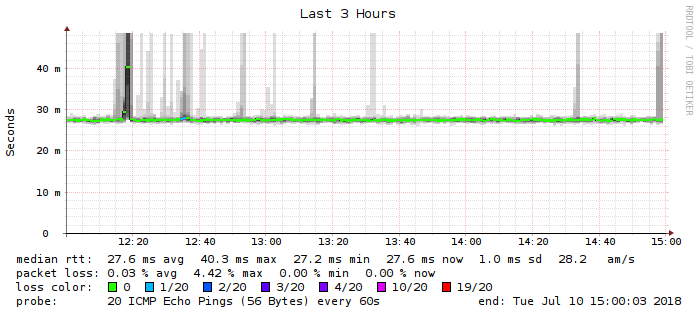 Last 3 Hours
RRDTOOL / TOBI OETIKER
Seconds
40 m
30 m
20 m
10 m
0
12:20 12:40 13:00 13:20 13:40 14:00 14:20 14:40 15:00
median rtt: 27.6 ms avg 40.3 ms max 27.2 ms min 27.6 ms now 1.0 ms sd 28.2 am/s
packet loss: 0.03 % avg 4.42 % max 0.00 % min 0.00 % now
loss color: 0 1/20 2/20 3/20 4/20 10/20 19/20
probe: 20 ICMP Echo Pings (56 Bytes) every 60s end: Tue Jul 10 15:00:03 2018